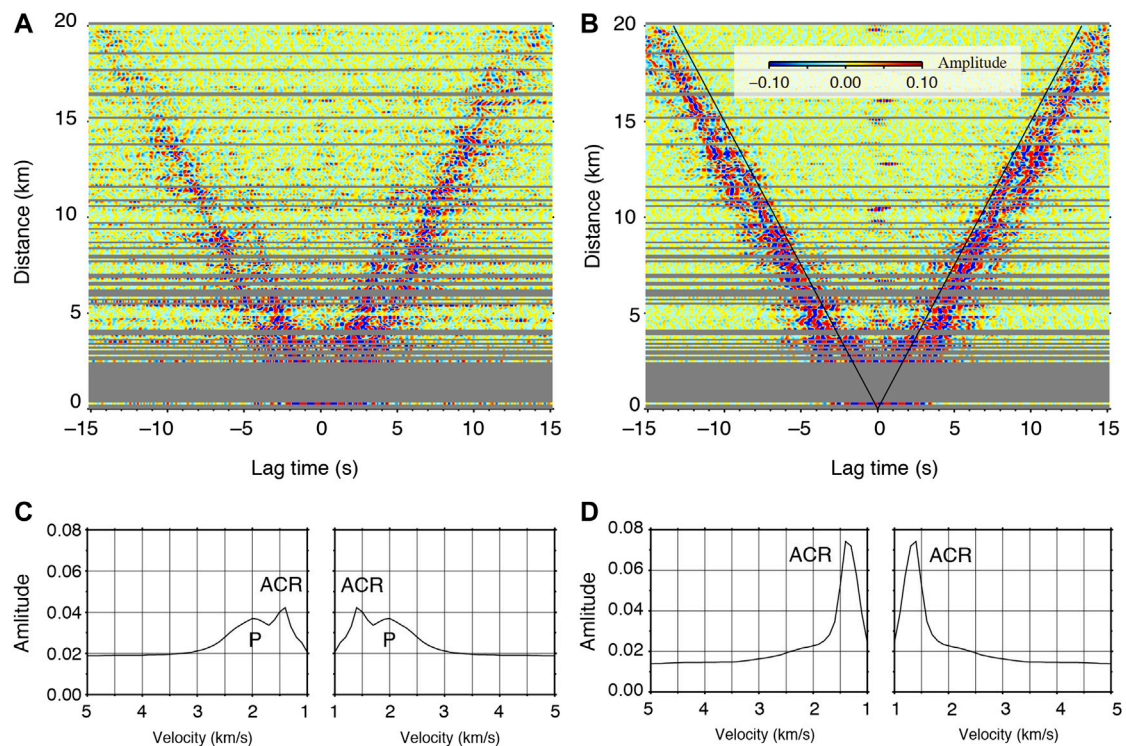 A
20
15
10
5
0
Distance (km)
−15 −10 −5 0 5 10 15
Lag time (s)
B
20
15
10
5
0
Distance (km)
Amplitude
−0.10 0.00 0.10
−15 −10 −5 0 5 10 15
Lag time (s)
C
0.08
0.06
0.04
0.02
0.00
Amlitude
ACR
P
5 4 3 2 1
Velocity (km/s)
ACR
P
1 2 3 4 5
Velocity (km/s)
D
0.08
0.06
0.04
0.02
0.00
Amlitude
ACR
5 4 3 2 1
Velocity (km/s)
ACR
1 2 3 4 5
Velocity (km/s)